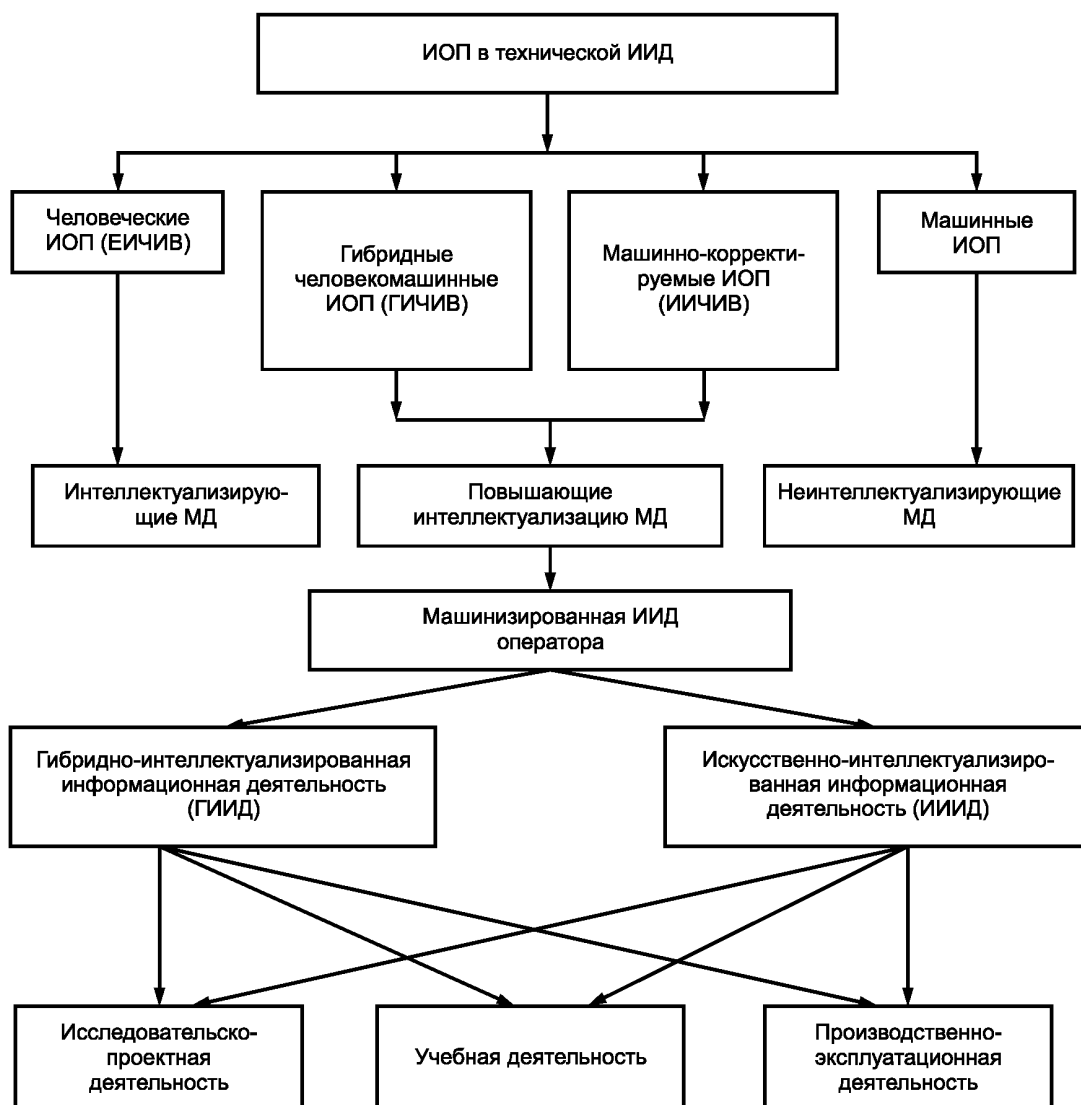 ИОП в технической ИИД
Человеческие
ИОП (ЕИЧИВ)
Гибридные
человекомашинные
ИОП (ГИЧИВ)
Машинно-корректи-
руемые ИОП
(ИИЧИВ)
Машинные
ИОП
Интеллектуализирую-
щие МД
Повышающие
интеллектуализацию МД
Неинтеллектуализирующие
МД
Машинизированная ИИД
оператора
Гибридно-интеллектуализированная
информационная деятельность
(ГИИД)
Искусственно-интеллектуализиро-
ванная информационная
деятельность (ИИИД)
Исследовательско-
проектная
деятельность
Учебная деятельность
Производственно-
эксплуатационная
деятельность